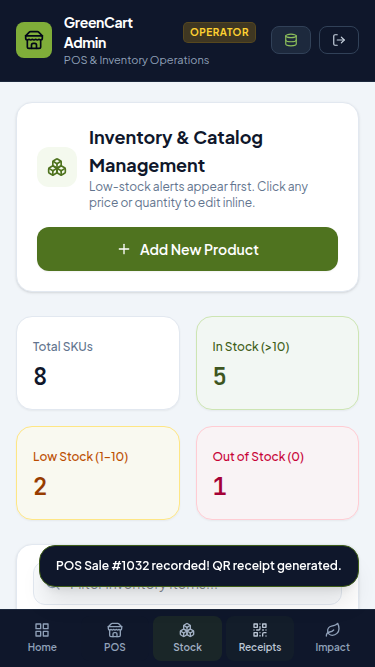 GreenCart
Admin
OPERATOR
POS & Inventory Operations
Inventory & Catalog
Management
Low-stock alerts appear first. Click any
price or quantity to edit inline.
Add New Product
Total SKUs
8
In Stock (>10)
5
Low Stock (1–10)
2
Out of Stock (0)
1
POS Sale #1032 recorded! QR receipt generated.
Home
POS
Stock
Receipts
Impact